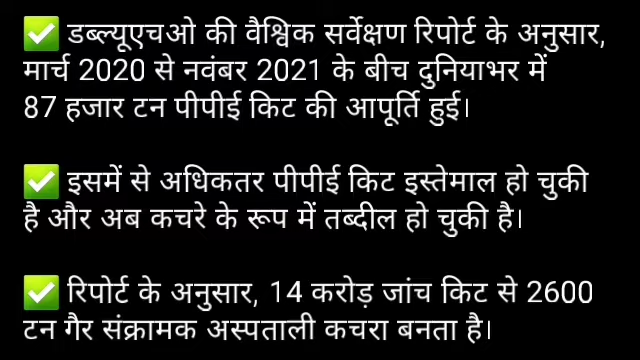 ✅ डब्ल्यूएचओ की वैश्विक सर्वेक्षण रिपोर्ट के अनुसार,
मार्च 2020 से नवंबर 2021 के बीच दुनियाभर में
87 हजार टन पीपीई किट की आपूर्ति हुई।
✅ इसमें से अधिकतर पीपीई किट इस्तेमाल हो चुकी
है और अब कचरे के रूप में तब्दील हो चुकी है।
✅ रिपोर्ट के अनुसार, 14 करोड़ जांच किट से 2600
टन गैर संक्रामक अस्पताली कचरा बनता है।